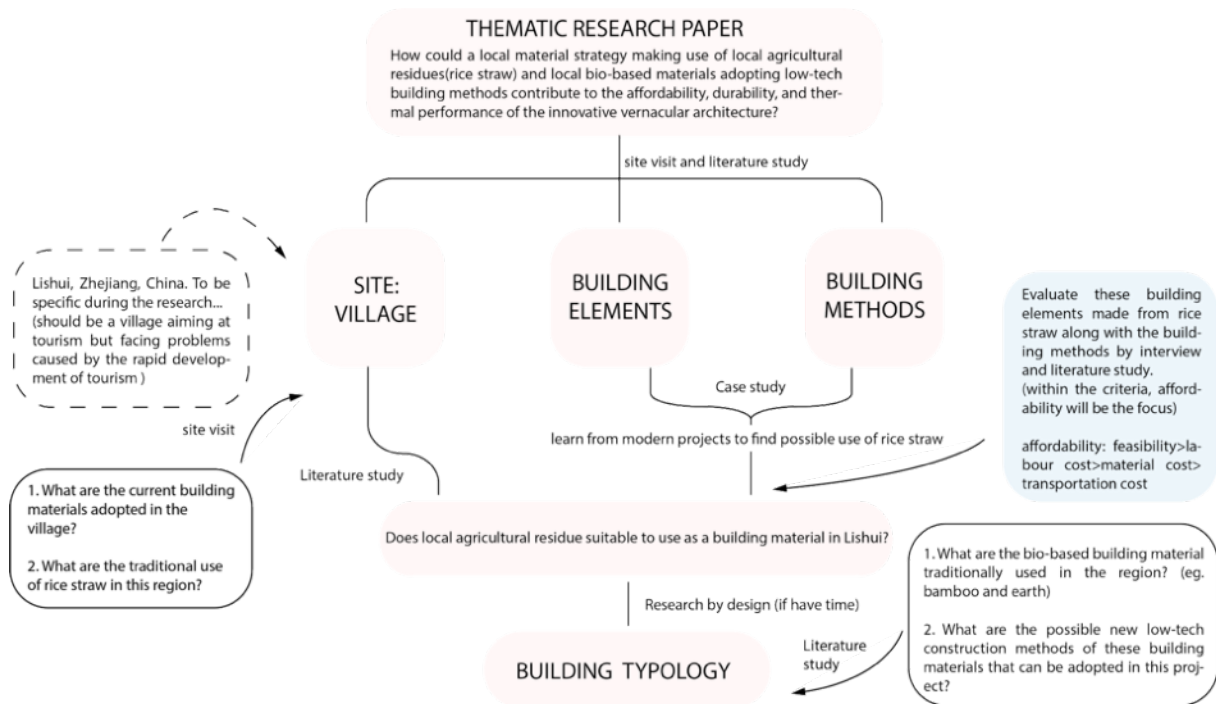 THEMATIC RESEARCH PAPER
How could a local material strategy making use of local agricultural
residues(rice straw) and local bio-based materials adopting low-tech
building methods contribute to the affordability, durability, and ther-
mal performance of the innovative vernacular architecture?
site visit and literature study
Lishui, Zhejiang, China. To be
specific during the research...
(should be a village aiming at
tourism but facing problems
caused by the rapid develop-
ment of tourism )
SITE:
VILLAGE
BUILDING
ELEMENTS
BUILDING
METHODS
Evaluate these building
elements made from rice
straw along with the build-
ing methods by interview
and literature study.
(within the criteria, afford-
ability will be the focus)
affordability: feasibility>la-
bour cost>material cost>
transportation cost
Case study
site visit
learn from modern projects to find possible use of rice straw
Literature study
1. What are the current building
materials adopted in the
village?
2. What are the traditional use
of rice straw in this region?
Does local agricultural residue suitable to use as a building material in Lishui?
1. What are the bio-based building material
traditionally used in the region? (eg.
bamboo and earth)
2. What are the possible new low-tech
construction methods of these building
materials that can be adopted in this proj-
ect?
Research by design (if have time)
Literature
study
BUILDING TYPOLOGY